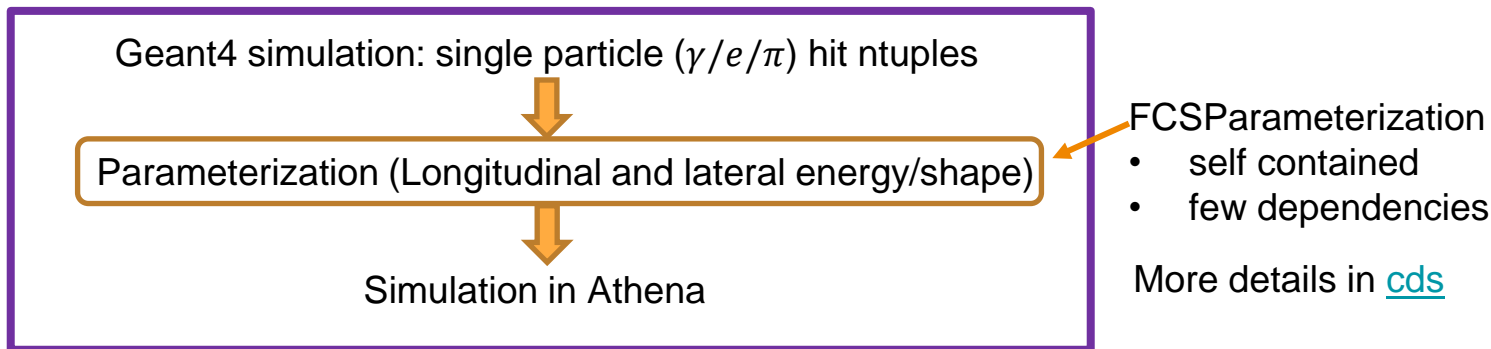 Geant4 simulation: single particle (𝛾/𝑒/𝜋) hit ntuples
Parameterization (Longitudinal and lateral energy/shape)
Simulation in Athena
FCSParameterization
• self contained
• few dependencies
More details in cds